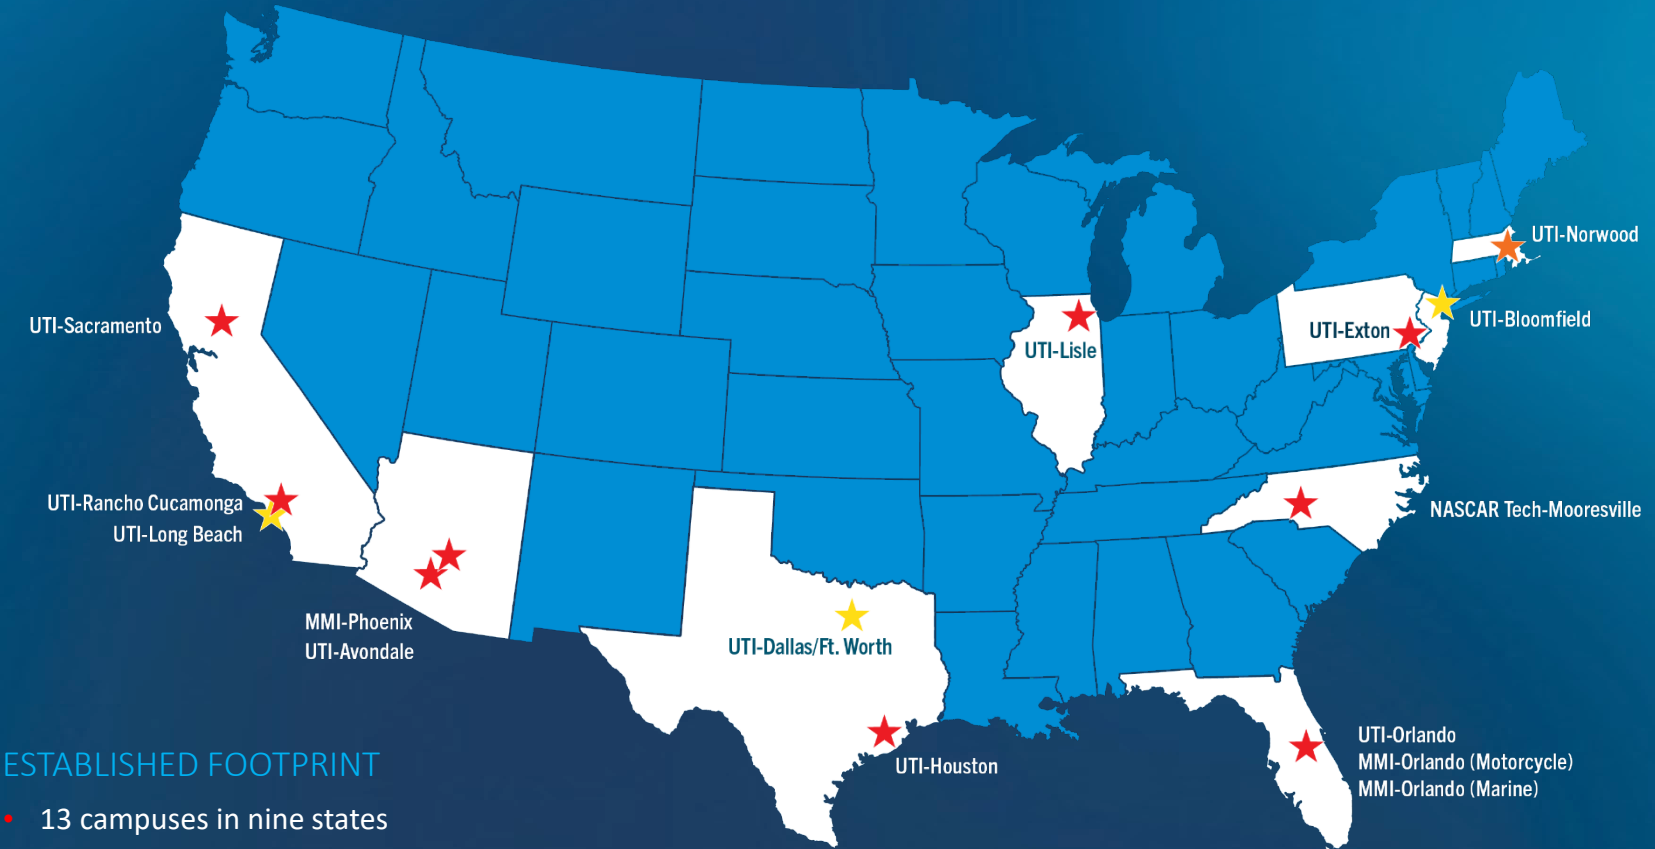 UTI-Norwood
UTI-Bloomfield
UTI-Sacramento
UTI-Exton
UTI-Lisle
UTI-Rancho Cucamonga
UTI-Long Beach
NASCAR Tech-Mooresville
MMI-Phoenix
UTI-Avondale
UTI-Dallas/Ft. Worth
UTI-Houston
UTI-Orlando
MMI-Orlando (Motorcycle)
MMI-Orlando (Marine)
ESTABLISHED FOOTPRINT
• 13 campuses in nine states